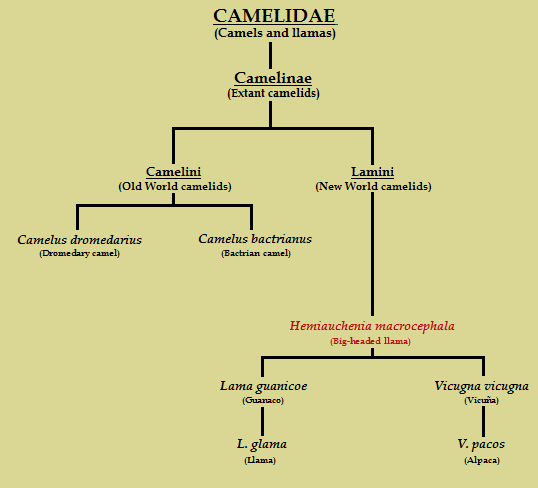 CAMELIDAE
(Camels and llamas)
Camelinae
(Extant camelids)
Camelini
(Old World camelids)
Lamini
(New World camelids)
Camelus dromedarius
(Dromedary camel)
Camelus bactrianus
(Bactrian camel)
Hemiauchenia macrocephala
(Big-headed llama)
Lama guanicoe
(Guanaco)
Vicugna vicugna
(Vicuña)
L. glama
(Llama)
V. pacos
(Alpaca)